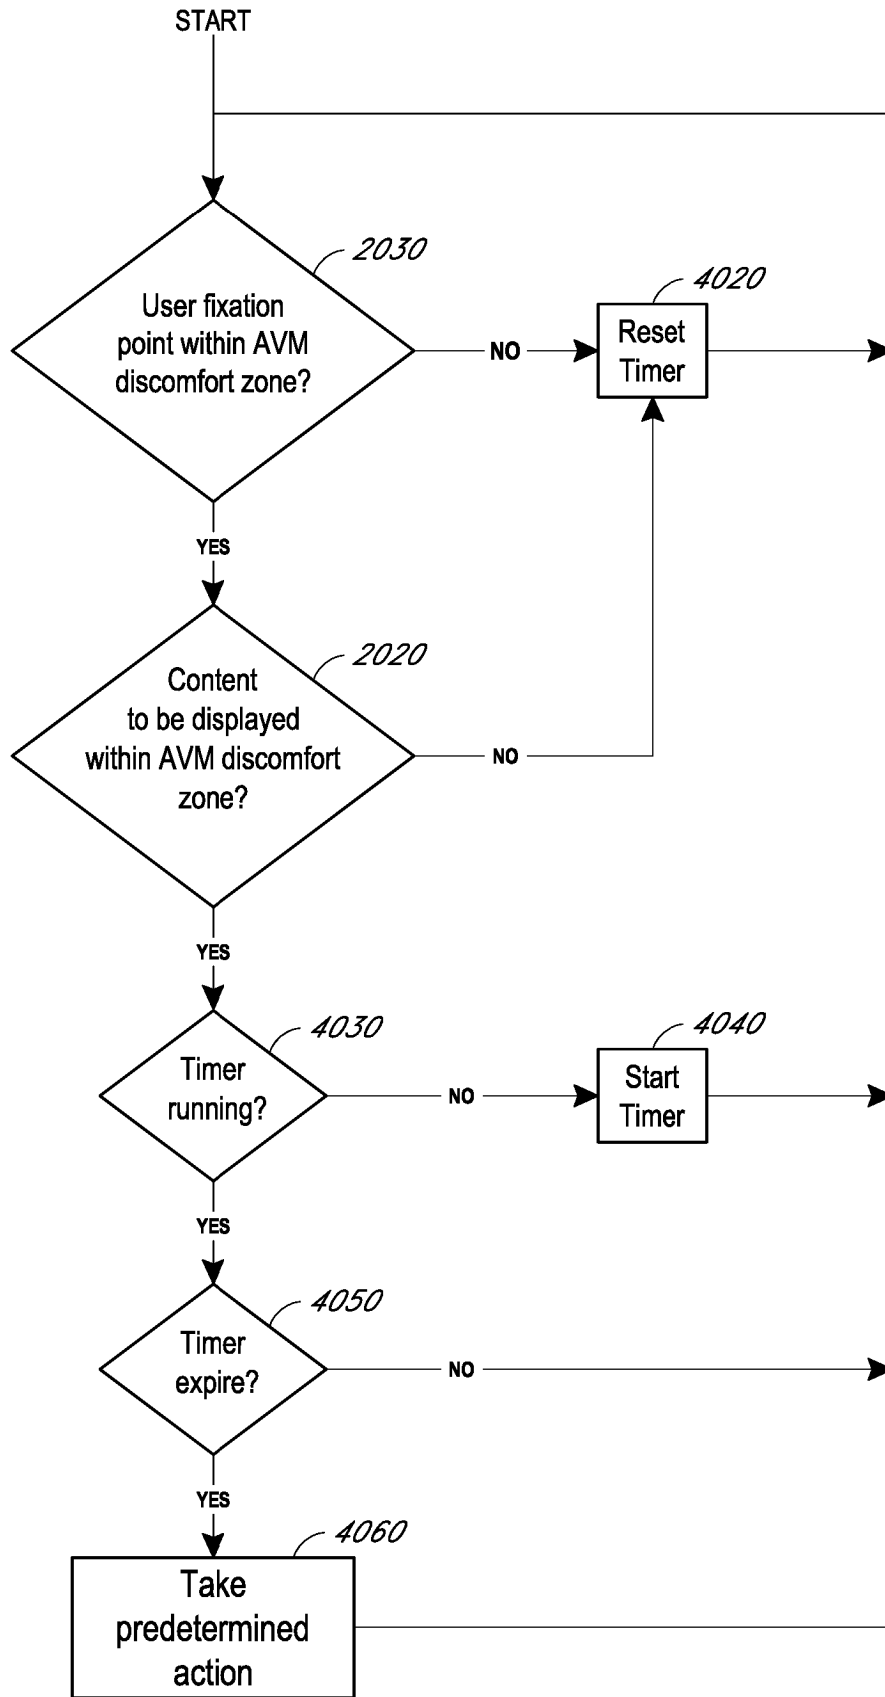 START
2030
User fixation
point within AVM
discomfort zone?
NO
4020
Reset
Timer
YES
2020
Content
to be displayed
within AVM discomfort
zone?
NO
YES
4030
Timer
running?
NO
4040
Start
Timer
YES
4050
Timer
expire?
NO
YES
4060
Take
predetermined
action